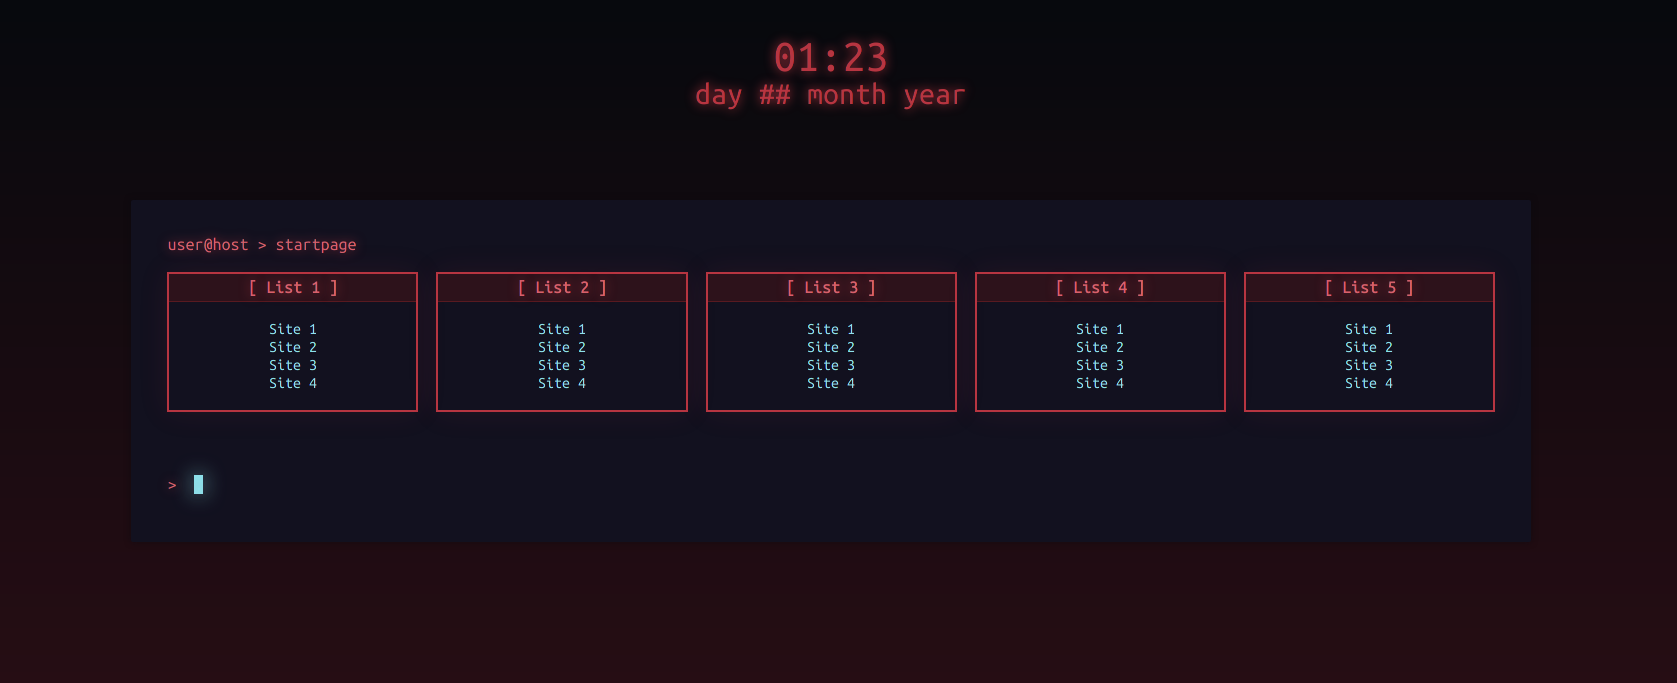 01:23
day ## month year
user@host > startpage
[ List 1 ] [ List 2 ] [ List 3 ] [ List 4 ] [ List 5 ]
Site 1 Site 1 Site 1 Site 1 Site 1
Site 2 Site 2 Site 2 Site 2 Site 2
Site 3 Site 3 Site 3 Site 3 Site 3
Site 4 Site 4 Site 4 Site 4 Site 4
>